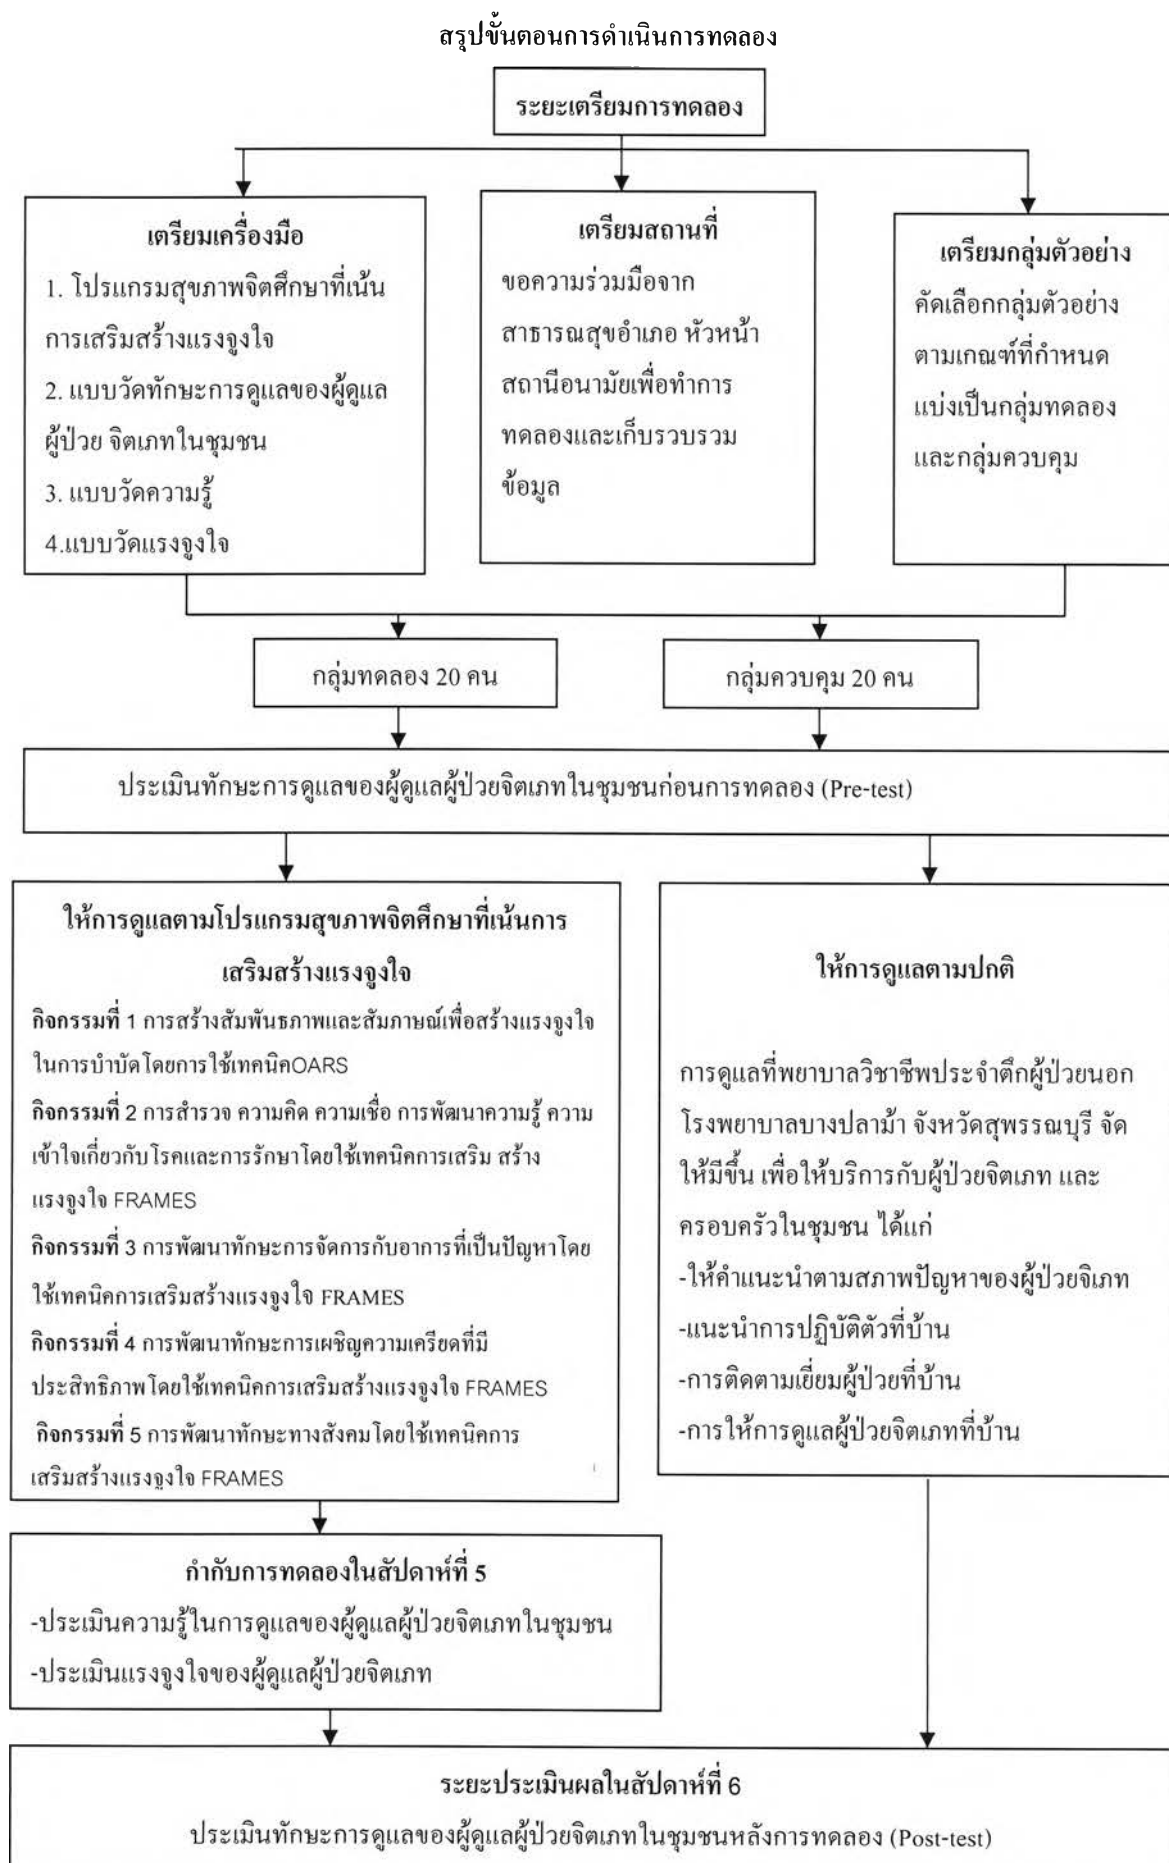 สรุปขั้นตอนการดำเนินการทดลอง
ระยะเตรียมการทดลอง
เตรียมเครื่องมือ
1. โปรแกรมสุขภาพจิตศึกษาที่เน้น
การเสริมสร้างแรงจูงใจ
2. แบบวัดทักษะการดูแลของผู้ดูแล
ผู้ป่วย จิตเภทในชุมชน
3. แบบวัดความรู้
4.แบบวัดแรงจูงใจ
เตรียมสถานที่
ขอความร่วมมือจาก
สาธารณสุขอำเภอ หัวหน้า
สถานีอนามัยเพื่อทำการ
ทดลองและเก็บรวบรวม
ข้อมูล
เตรียมกลุ่มตัวอย่าง
คัดเลือกกลุ่มตัวอย่าง
ตามเกณฑ์ที่กำหนด
แบ่งเป็นกลุ่มทดลอง
และกลุ่มควบคุม
กลุ่มทดลอง 20 คน
กลุ่มควบคุม 20 คน
ประเมินทักษะการดูแลของผู้ดูแลผู้ป่วยจิตเภทในชุมชนก่อนการทดลอง (Pre-test)
ให้การดูแลตามโปรแกรมสุขภาพจิตศึกษาที่เน้นการ
เสริมสร้างแรงจูงใจ
กิจกรรมที่ 1 การสร้างสัมพันธภาพและสัมภาษณ์เพื่อสร้างแรงจูงใจ
ในการบำบัดโดยการใช้เทคนิคOARS
กิจกรรมที่ 2 การสำรวจ ความคิด ความเชื่อ การพัฒนาความรู้ ความ
เข้าใจเกี่ยวกับโรคและการรักษาโดยใช้เทคนิคการเสริม สร้าง
แรงจูงใจ FRAMES
กิจกรรมที่ 3 การพัฒนาทักษะการจัดการกับอาการที่เป็นปัญหาโดย
ใช้เทคนิคการเสริมสร้างแรงจูงใจ FRAMES
กิจกรรมที่ 4 การพัฒนาทักษะการเผชิญความเครียดที่มี
ประสิทธิภาพโดยใช้เทคนิคการเสริมสร้างแรงจูงใจ FRAMES
กิจกรรมที่ 5 การพัฒนาทักษะทางสังคมโดยใช้เทคนิคการ
เสริมสร้างแรงจูงใจ FRAMES
ให้การดูแลตามปกติ
การดูแลที่พยาบาลวิชาชีพประจำตึกผู้ป่วยนอก
โรงพยาบาลบางปลาม้า จังหวัดสุพรรณบุรี จัด
ให้มีขึ้น เพื่อให้บริการกับผู้ป่วยจิตเภท และ
ครอบครัวในชุมชน ได้แก่
-ให้คำแนะนำตามสภาพปัญหาของผู้ป่วยจิเภท
-แนะนำการปฏิบัติตัวที่บ้าน
-การติดตามเยี่ยมผู้ป่วยที่บ้าน
-การให้การดูแลผู้ป่วยจิตเภทที่บ้าน
กำกับการทดลองในสัปดาห์ที่ 5
-ประเมินความรู้ในการดูแลของผู้ดูแลผู้ป่วยจิตเภทในชุมชน
-ประเมินแรงจูงใจของผู้ดูแลผู้ป่วยจิตเภท
ระยะประเมินผลในสัปดาห์ที่ 6
ประเมินทักษะการดูแลของผู้ดูแลผู้ป่วยจิตเภทในชุมชนหลังการทดลอง (Post-test)